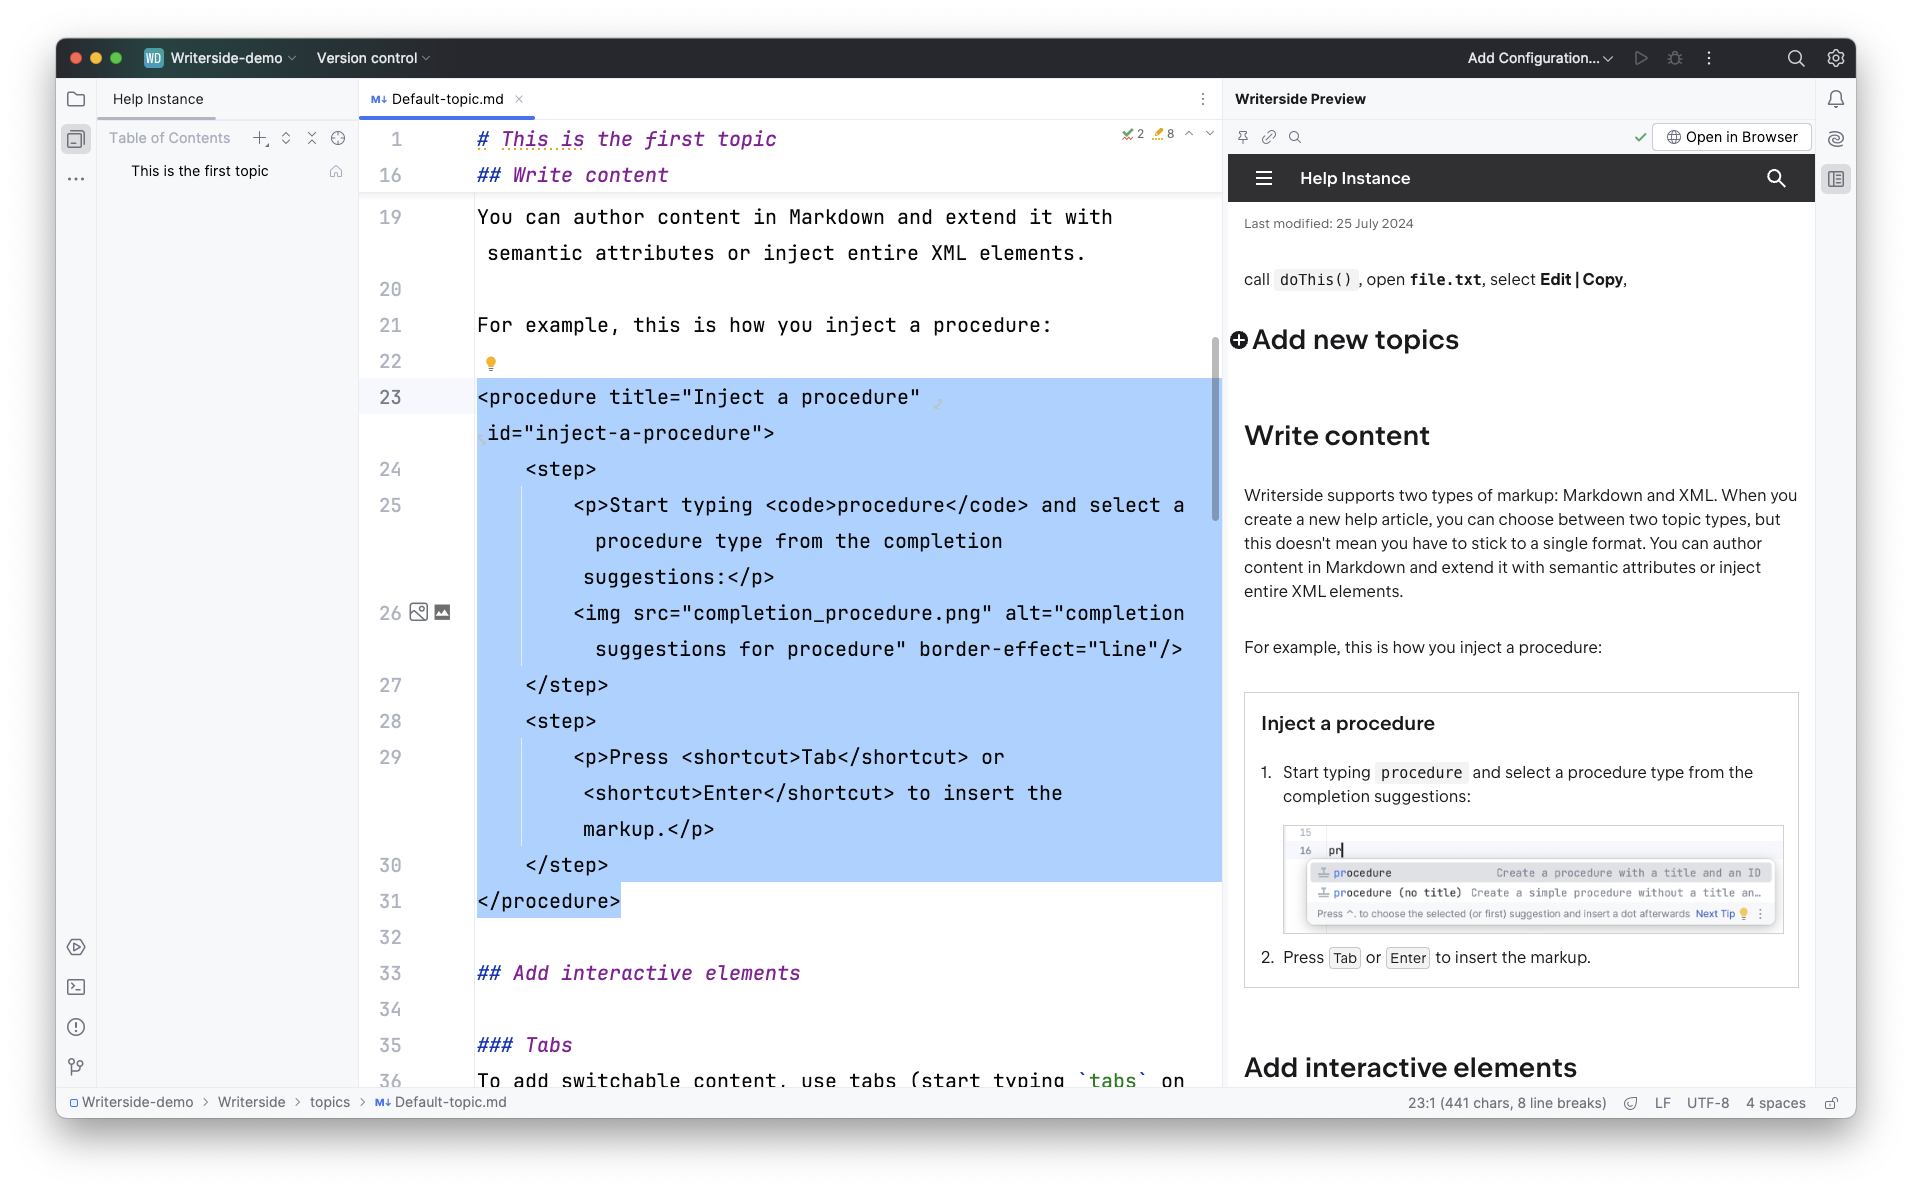 WD Writerside-demo Version control Add Configuration...
Help Instance
Table of Contents
This is the first topic
M↓ Default-topic.md
2 8
1 # This is the first topic
16 ## Write content
19 You can author content in Markdown and extend it with
semantic attributes or inject entire XML elements.
20
21 For example, this is how you inject a procedure:
22
23 <procedure title="Inject a procedure"
id="inject-a-procedure">
24 <step>
25 <p>Start typing <code>procedure</code> and select a
procedure type from the completion
suggestions:</p>
26 <img src="completion_procedure.png" alt="completion
suggestions for procedure" border-effect="line"/>
27 </step>
28 <step>
29 <p>Press <shortcut>Tab</shortcut> or
<shortcut>Enter</shortcut> to insert the
markup.</p>
30 </step>
31 </procedure>
32
33 ## Add interactive elements
34
35 ### Tabs
36 To add switchable content, use tabs (start typing `tabs` on
Writerside Preview
Open in Browser
Help Instance
Last modified: 25 July 2024
call doThis() , open file.txt, select Edit | Copy,
Add new topics
Write content
Writerside supports two types of markup: Markdown and XML. When you
create a new help article, you can choose between two topic types, but
this doesn't mean you have to stick to a single format. You can author
content in Markdown and extend it with semantic attributes or inject
entire XML elements.
For example, this is how you inject a procedure:
Inject a procedure
1. Start typing procedure and select a procedure type from the
completion suggestions:
15
16 pr
procedure Create a procedure with a title and an ID
procedure (no title) Create a simple procedure without a title an…
Press ^. to choose the selected (or first) suggestion and insert a dot afterwards Next Tip
2. Press Tab or Enter to insert the markup.
Add interactive elements
Writerside-demo > Writerside > topics > M↓ Default-topic.md
23:1 (441 chars, 8 line breaks) LF UTF-8 4 spaces